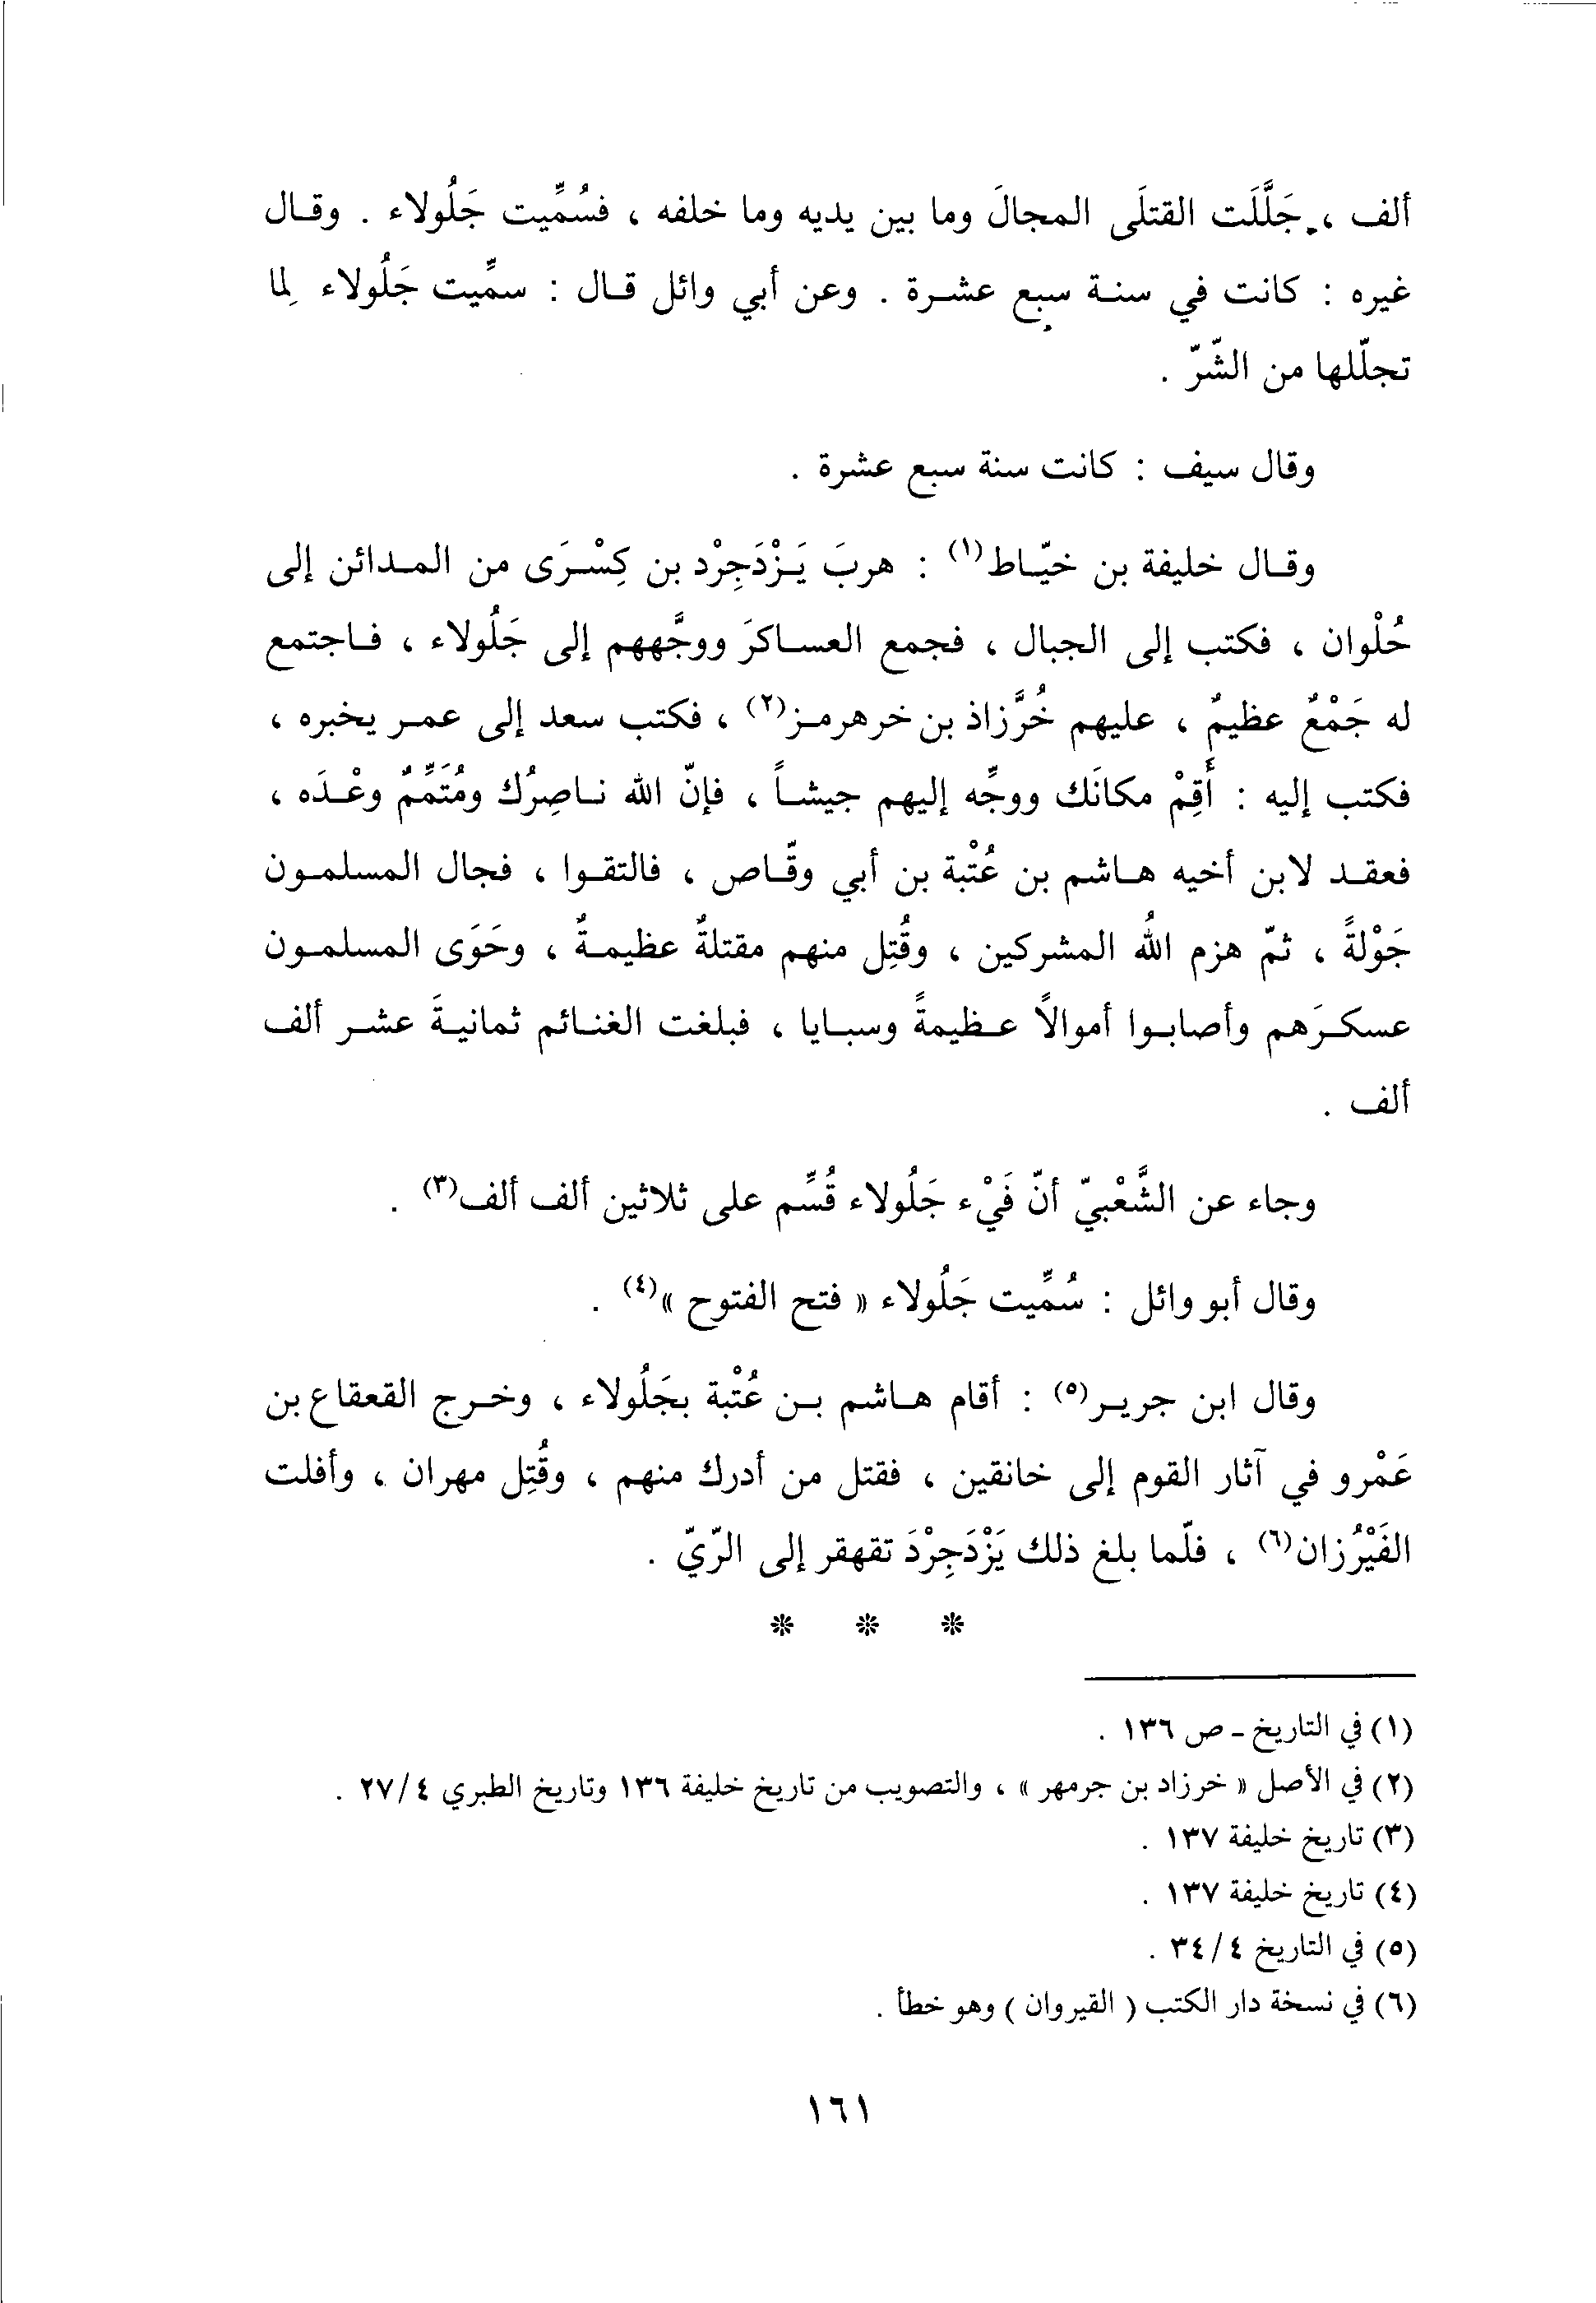 ألف ، جَلَّلَت القتلَى المجالَ وما بين يديه وما خلفه ، فسُمِّيت جَلُولاء . وقال
غيره : كانت في سنة سبع عشرة . وعن أبي وائل قال : سمِّيت جَلُولاء لِما
تجلّلها من الشّرّ .
وقال سيف : كانت سنة سبع عشرة .
وقال خليفة بن خيّاط(١) : هربَ يَزْدَجِرْد بن كِسْرَى من المدائن إلى
حُلْوان ، فكتب إلى الجبال ، فجمع العساكرَ ووجَّههم إلى جَلُولاء ، فاجتمع
له جَمْعٌ عظيمٌ ، عليهم خُرَّزاذ بن خرهرمز(٢) ، فكتب سعد إلى عمر يخبره ،
فكتب إليه : أَقِمْ مكانَك ووجِّه إليهم جيشاً ، فإنّ الله ناصِرُك ومُتَمِّمٌ وعْدَه ،
فعقد لابن أخيه هاشم بن عُتْبة بن أبي وقّاص ، فالتقوا ، فجال المسلمون
جَوْلةً ، ثمّ هزم اللهُ المشركين ، وقُتِل منهم مقتلةٌ عظيمةٌ ، وحَوَى المسلمون
عسكرَهم وأصابوا أموالاً عظيمةً وسبايا ، فبلغت الغنائم ثمانيةَ عشر ألف
ألف .
وجاء عن الشَّعْبيّ أنّ فَيْء جَلُولاء قُسِّم على ثلاثين ألف ألف(٣) .
وقال أبو وائل : سُمِّيت جَلُولاء « فتح الفتوح »(٤) .
وقال ابن جرير(٥) : أقام هاشم بن عُتْبة بجَلُولاء ، وخرج القعقاع بن
عَمْرو في آثار القوم إلى خانقين ، فقتل من أدرك منهم ، وقُتِل مهران ، وأفلت
الفَيْرُزان(٦) ، فلّما بلغ ذلك يَزْدَجِرْدَ تقهقر إلى الرّيّ .
* * *
(١) في التاريخ - ص ١٣٦ .
(٢) في الأصل « خرزاد بن جرمهر » ، والتصويب من تاريخ خليفة ١٣٦ وتاريخ الطبري ٤/٢٧ .
(٣) تاريخ خليفة ١٣٧ .
(٤) تاريخ خليفة ١٣٧ .
(٥) في التاريخ ٤/٣٤ .
(٦) في نسخة دار الكتب ( القيروان ) وهو خطأ .
١٦١